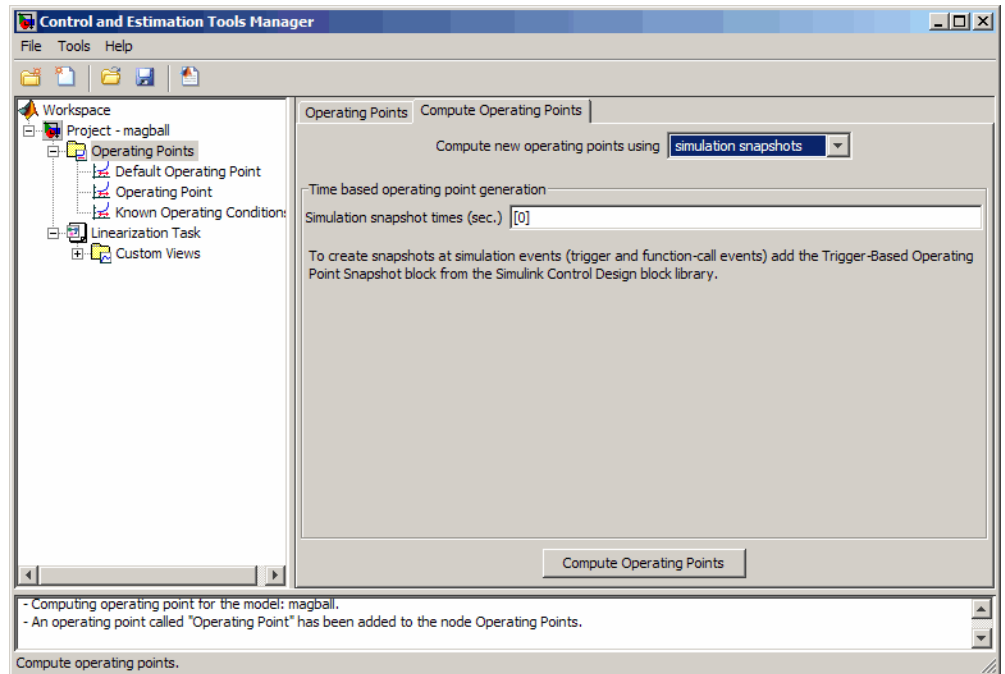 Control and Estimation Tools Manager
File Tools Help
Workspace
Project - magball
Operating Points
Default Operating Point
Operating Point
Known Operating Condition
Linearization Task
Custom Views
Operating Points
Compute Operating Points
Compute new operating points using simulation snapshots
Time based operating point generation
Simulation snapshot times (sec.) [0]
To create snapshots at simulation events (trigger and function-call events) add the Trigger-Based Operating
Point Snapshot block from the Simulink Control Design block library.
Compute Operating Points
- Computing operating point for the model: magball.
- An operating point called "Operating Point" has been added to the node Operating Points.
Compute operating points.